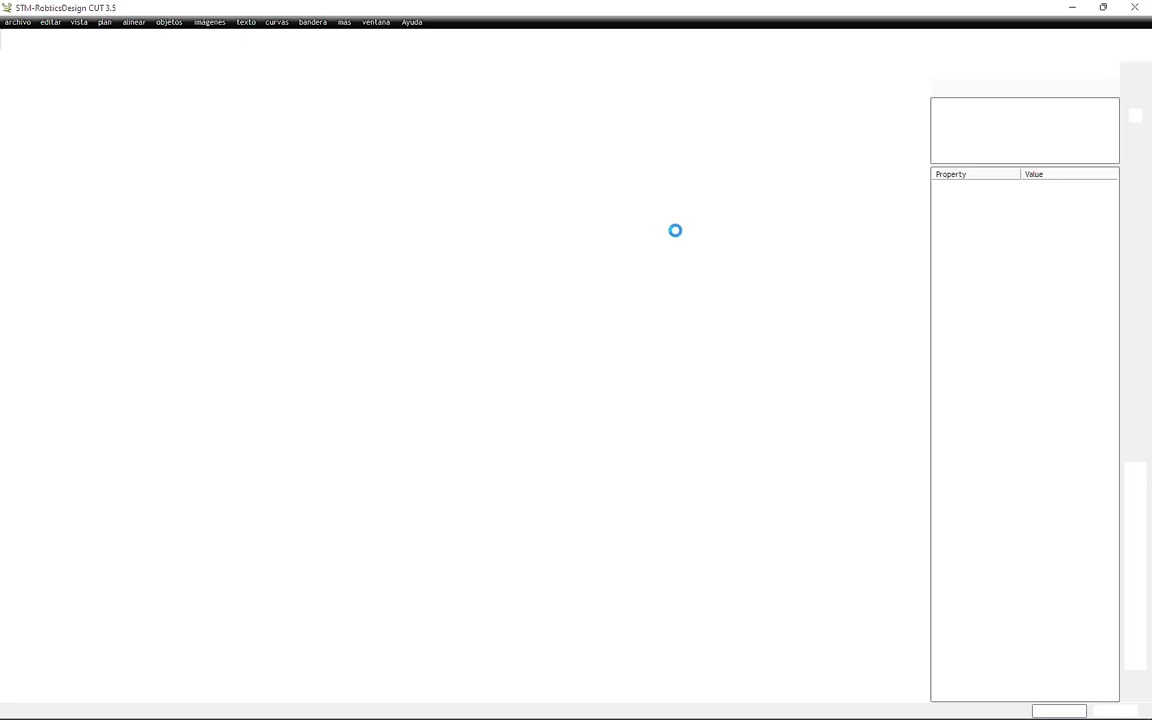 STM-RobticsDesign CUT 3.5
archivo editar vista plan alinear objetos imágenes texto curvas bandera más ventana Ayuda
Property Value